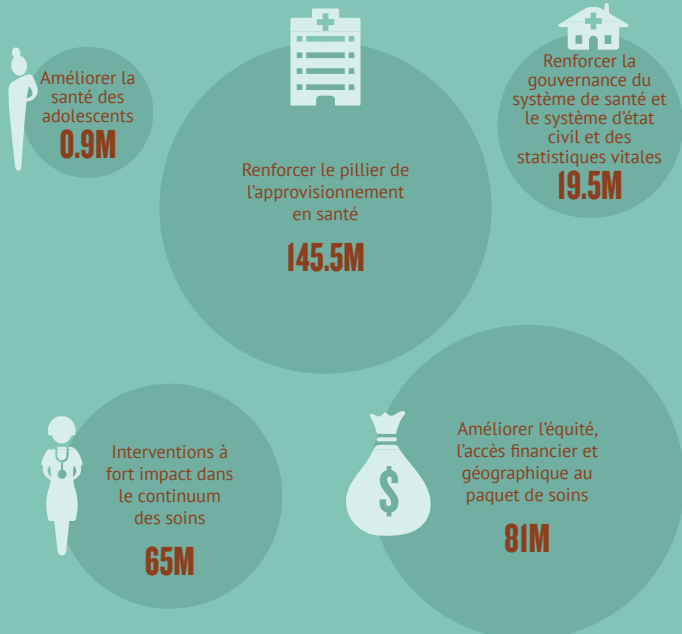 Améliorer la
santé des
adolescents
0.9M
Renforcer le pillier de
l'approvisionnement
en santé
145.5M
Renforcer la
gouvernance du
système de santé et
le système d'état
civil et des
statistiques vitales
19.5M
Interventions à
fort impact dans
le continuum
des soins
65M
Améliorer l'équité,
l'accès financier et
géographique au
paquet de soins
$
81M